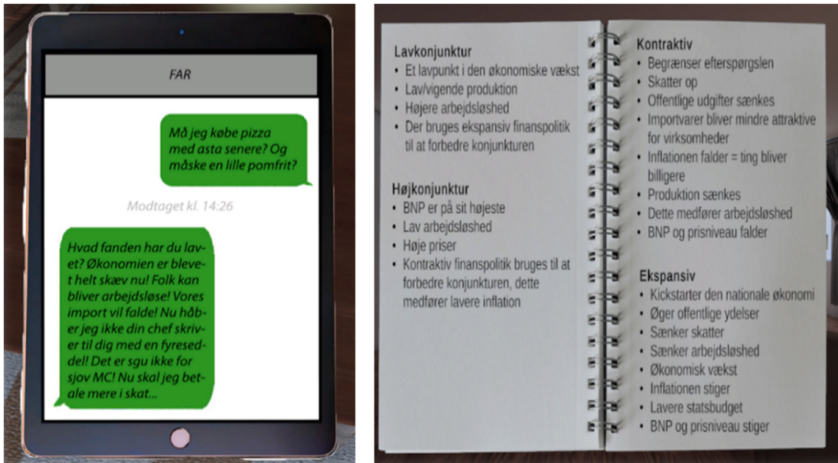 FAR
Må jeg købe pizza
med asta senere? Og
måske en lille pomfrit?
Modtaget kl. 14:26
Hvad fanden har du lav-
et? Økonomien er bleve-
t helt skæv nu! Folk kan
bliver arbejdsløse! Vores
import vil falde! Nu håb-
er jeg ikke din chef skriv-
er til dig med en fyresed-
del! Det er sgu ikke for
sjov MC! Nu skal jeg bet-
ale mere i skat...
Lavkonjunktur
• Et lavpunkt i den økonomiske vækst
• Lav/vigende produktion
• Højere arbejdsløshed
• Der bruges ekspansiv finanspolitik
til at forbedre konjunkturen
Højkonjunktur
• BNP er på sit højeste
• Lav arbejdsløshed
• Høje priser
• Kontraktiv finanspolitik bruges til at
forbedre konjunkturen, dette
medfører lavere inflation
Kontraktiv
• Begrænser efterspørgslen
• Skatter op
• Offentlige udgifter sænkes
• Importvarer bliver mindre attraktive
for virksomheder
• Inflationen falder = ting bliver
billigere
• Produktion sænkes
• Dette medfører arbejdsløshed
• BNP og prisniveau falder
Ekspansiv
• Kickstarter den nationale økonomi
• Øger offentlige ydelser
• Sænker skatter
• Sænker arbejdsløshed
• Økonomisk vækst
• Inflationen stiger
• Lavere statsbudget
• BNP og prisniveau stiger